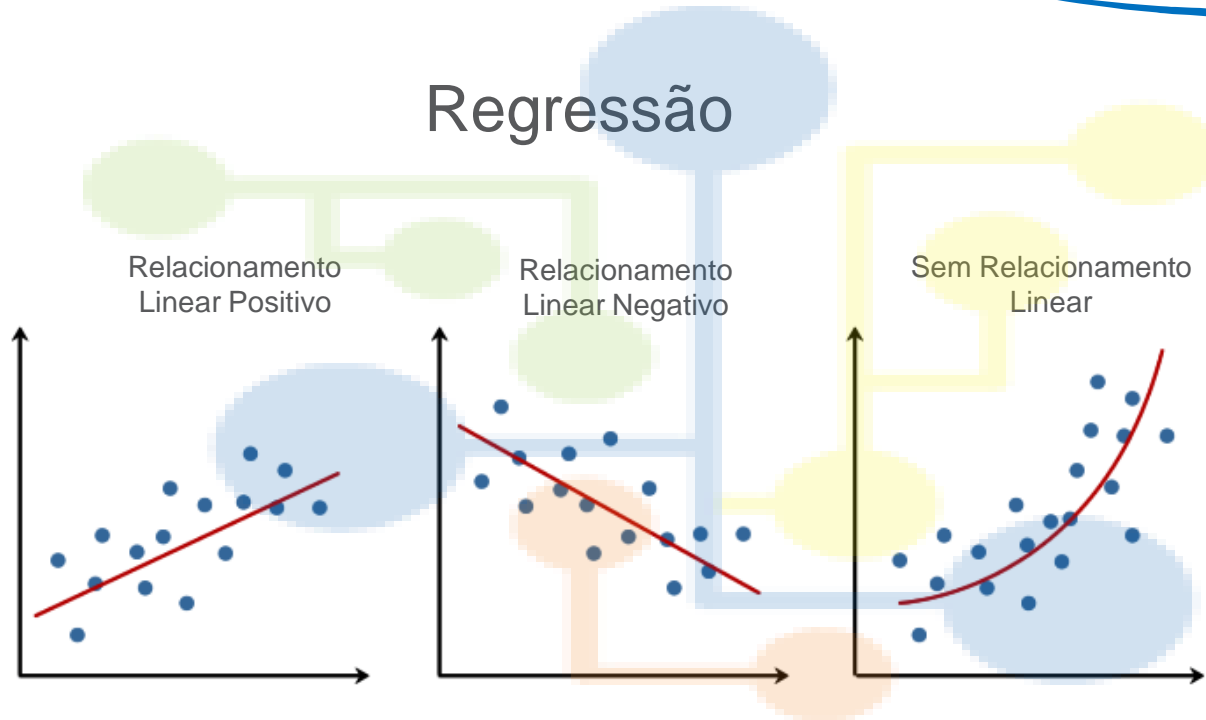 Regressão
Relacionamento
Linear Positivo
Relacionamento
Linear Negativo
Sem Relacionamento
Linear